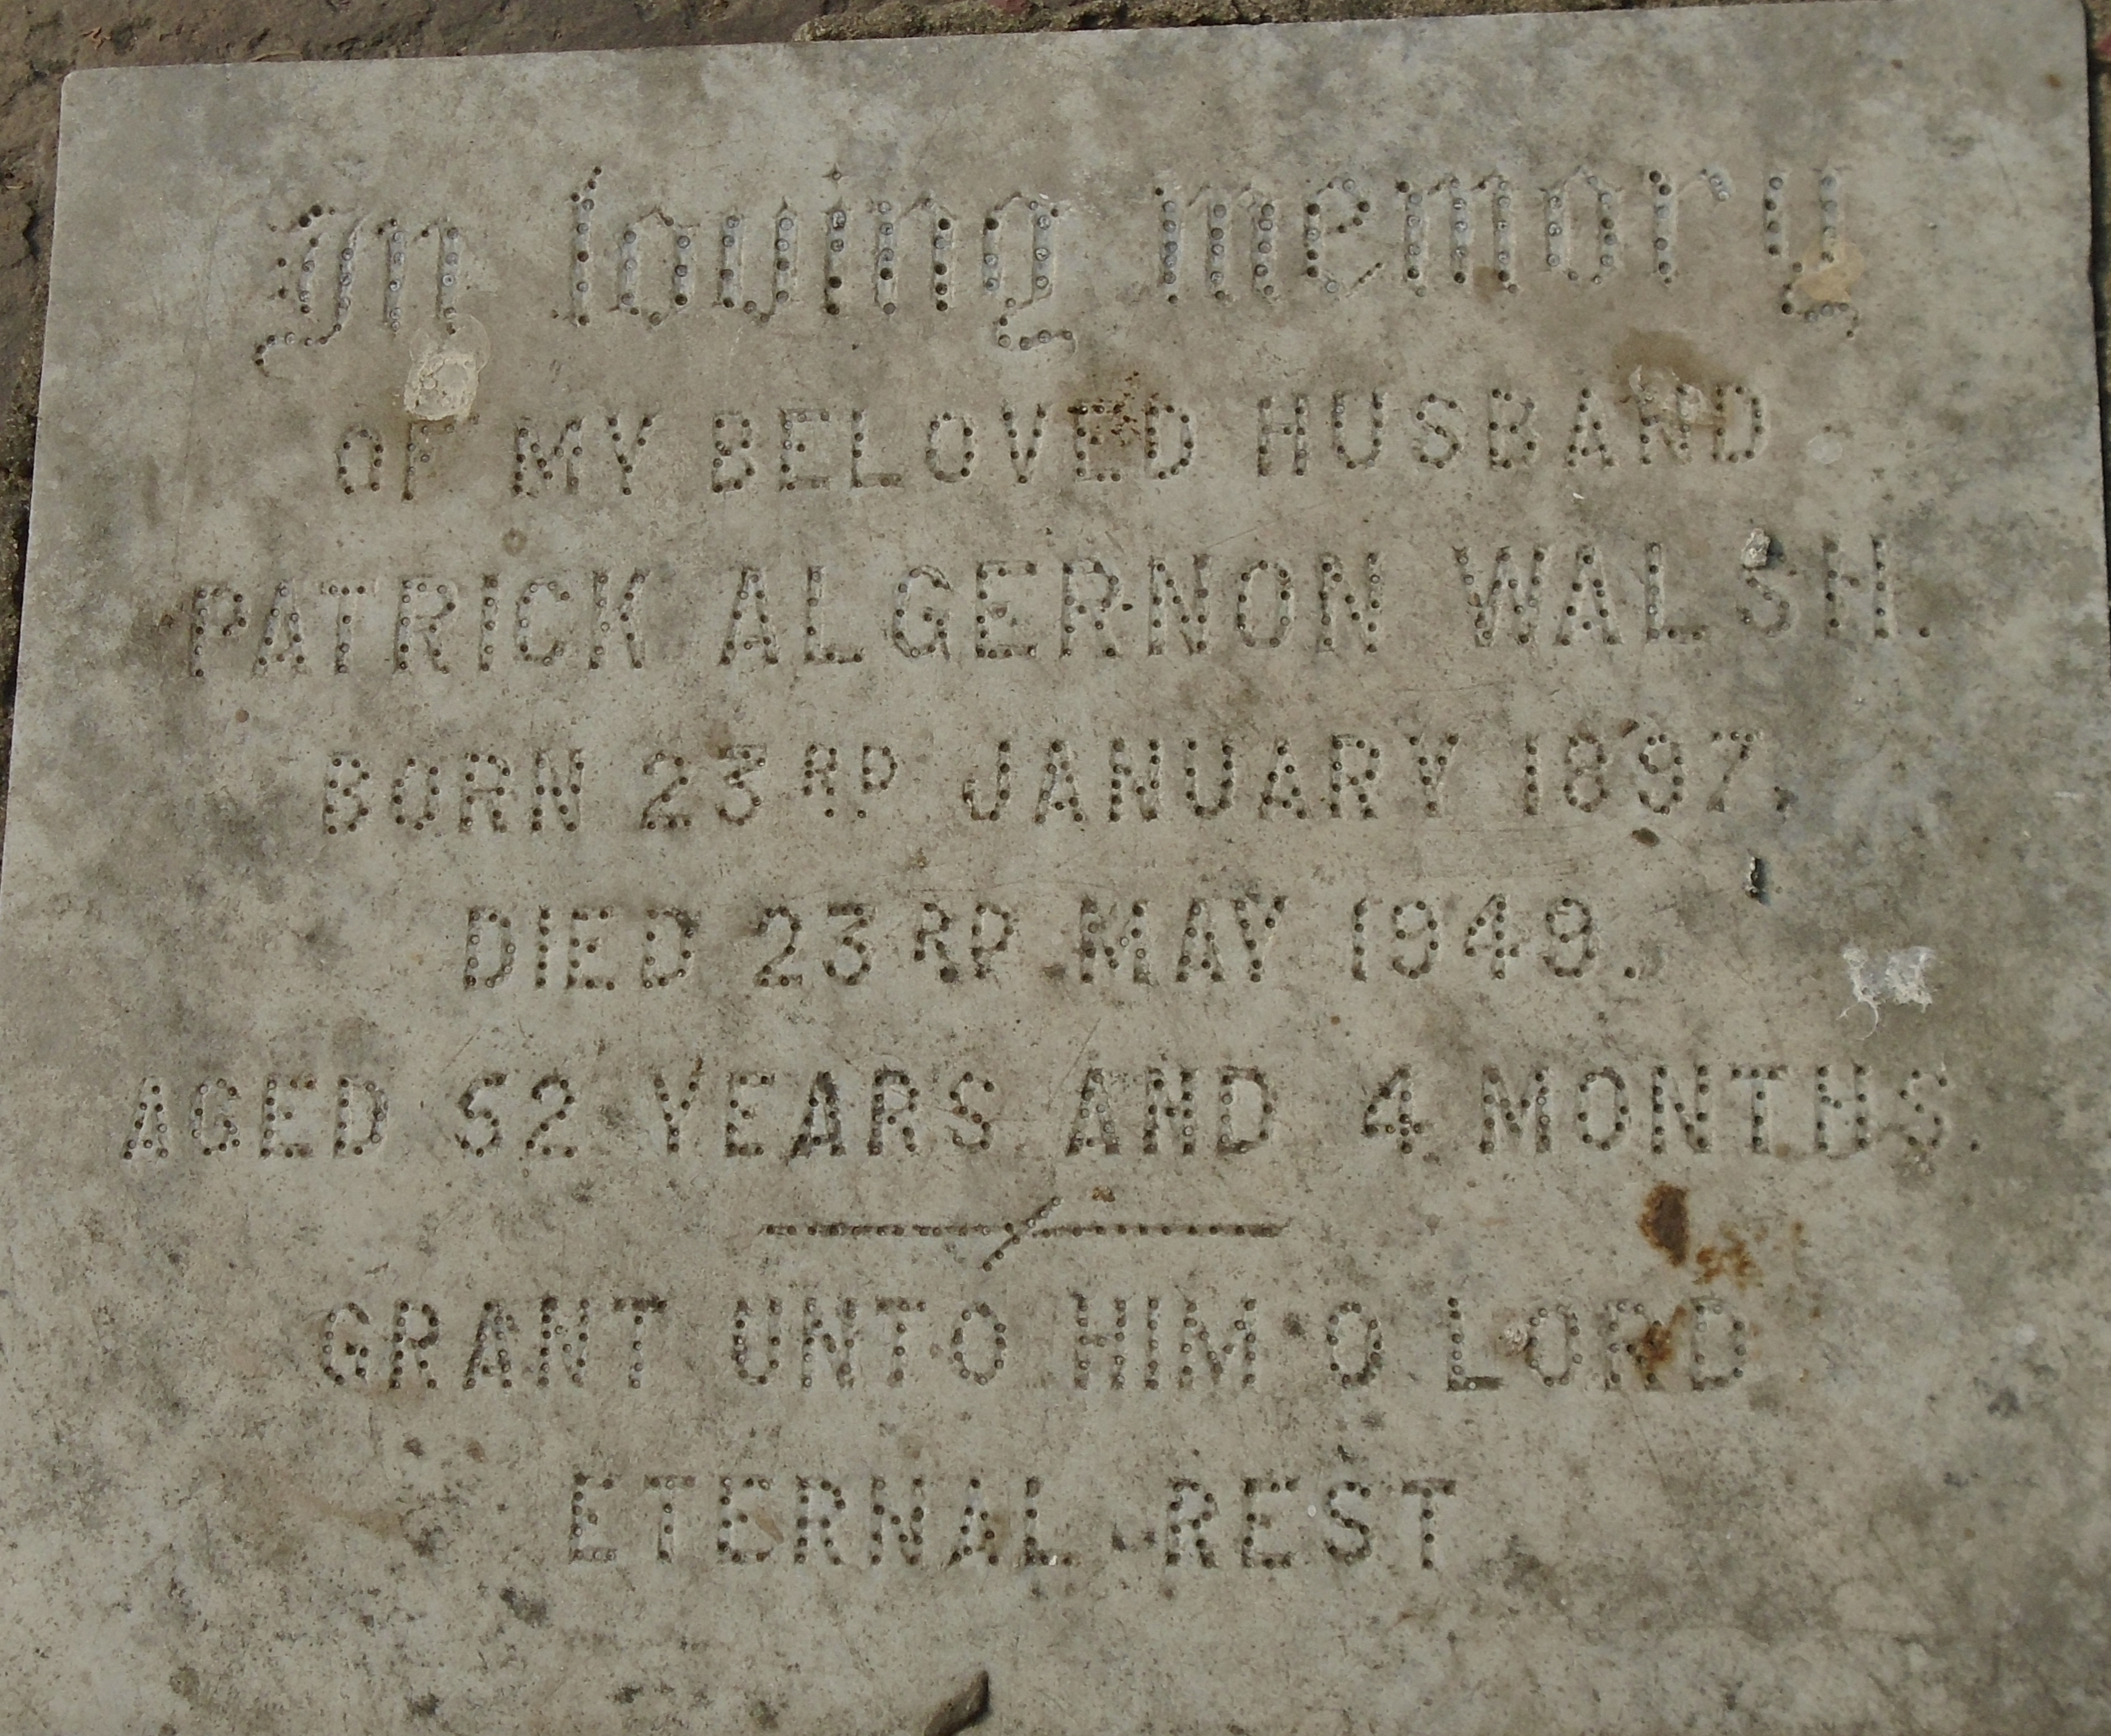 In loving memory
OF MY BELOVED HUSBAND.
PATRICK ALGERNON WALSH.
BORN 23RD JANUARY 1897,
DIED 23RD MAY 1949.
AGED 52 YEARS AND 4 MONTHS.
GRANT UNTO HIM O LORD
ETERNAL REST